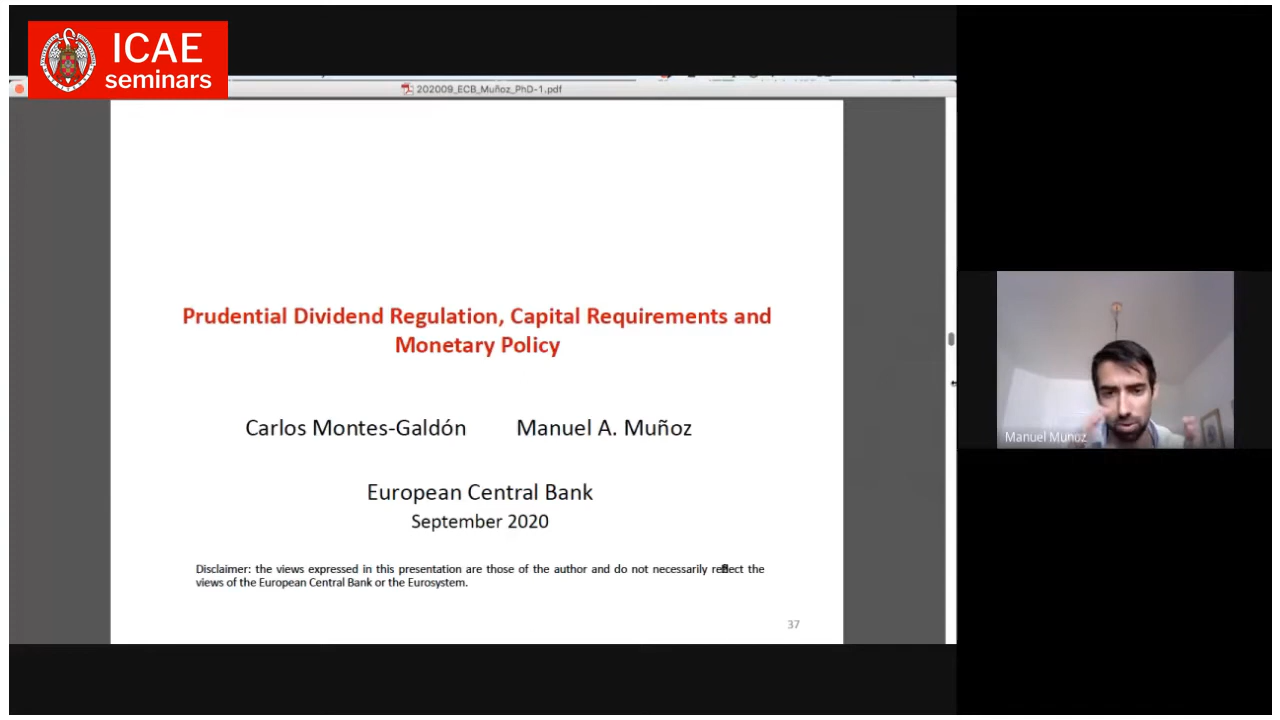 ICAE
seminars
202009_ECB_Muñoz_PhD-1.pdf
Prudential Dividend Regulation, Capital Requirements and
Monetary Policy
Carlos Montes-Galdón Manuel A. Muñoz
European Central Bank
September 2020
Disclaimer: the views expressed in this presentation are those of the author and do not necessarily reflect the
views of the European Central Bank or the Eurosystem.
37
Manuel Munoz